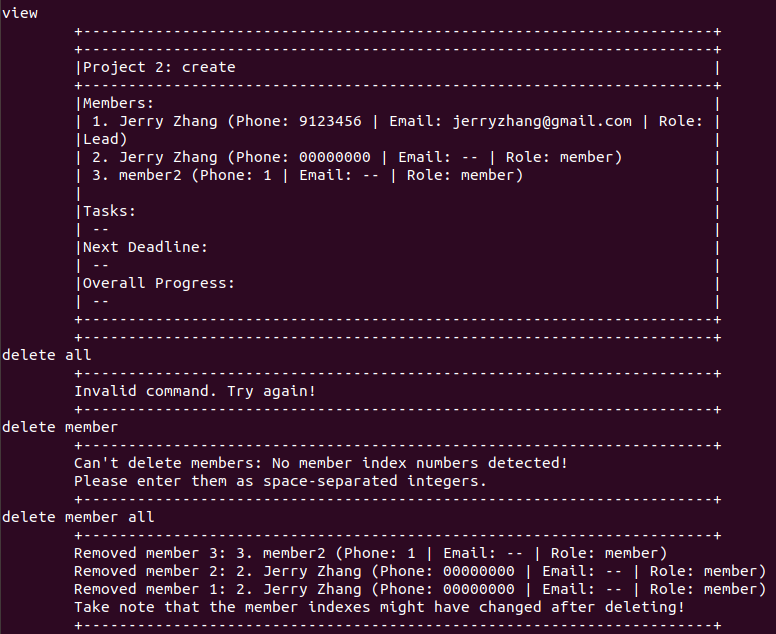 view
+----------------------------------------------------------------------+
+----------------------------------------------------------------------+
|Project 2: create                                                     |
+----------------------------------------------------------------------+
|Members:                                                              |
| 1. Jerry Zhang (Phone: 9123456 | Email: jerryzhang@gmail.com | Role: |
|Lead)                                                                 |
| 2. Jerry Zhang (Phone: 00000000 | Email: -- | Role: member)          |
| 3. member2 (Phone: 1 | Email: -- | Role: member)                     |
|                                                                      |
|Tasks:                                                                |
| --                                                                   |
|Next Deadline:                                                        |
| --                                                                   |
|Overall Progress:                                                     |
| --                                                                   |
+----------------------------------------------------------------------+
+----------------------------------------------------------------------+
delete all
+----------------------------------------------------------------------+
Invalid command. Try again!
+----------------------------------------------------------------------+
delete member
+----------------------------------------------------------------------+
Can't delete members: No member index numbers detected!
Please enter them as space-separated integers.
+----------------------------------------------------------------------+
delete member all
+----------------------------------------------------------------------+
Removed member 3: 3. member2 (Phone: 1 | Email: -- | Role: member)
Removed member 2: 2. Jerry Zhang (Phone: 00000000 | Email: -- | Role: member)
Removed member 1: 2. Jerry Zhang (Phone: 00000000 | Email: -- | Role: member)
Take note that the member indexes might have changed after deleting!
+----------------------------------------------------------------------+